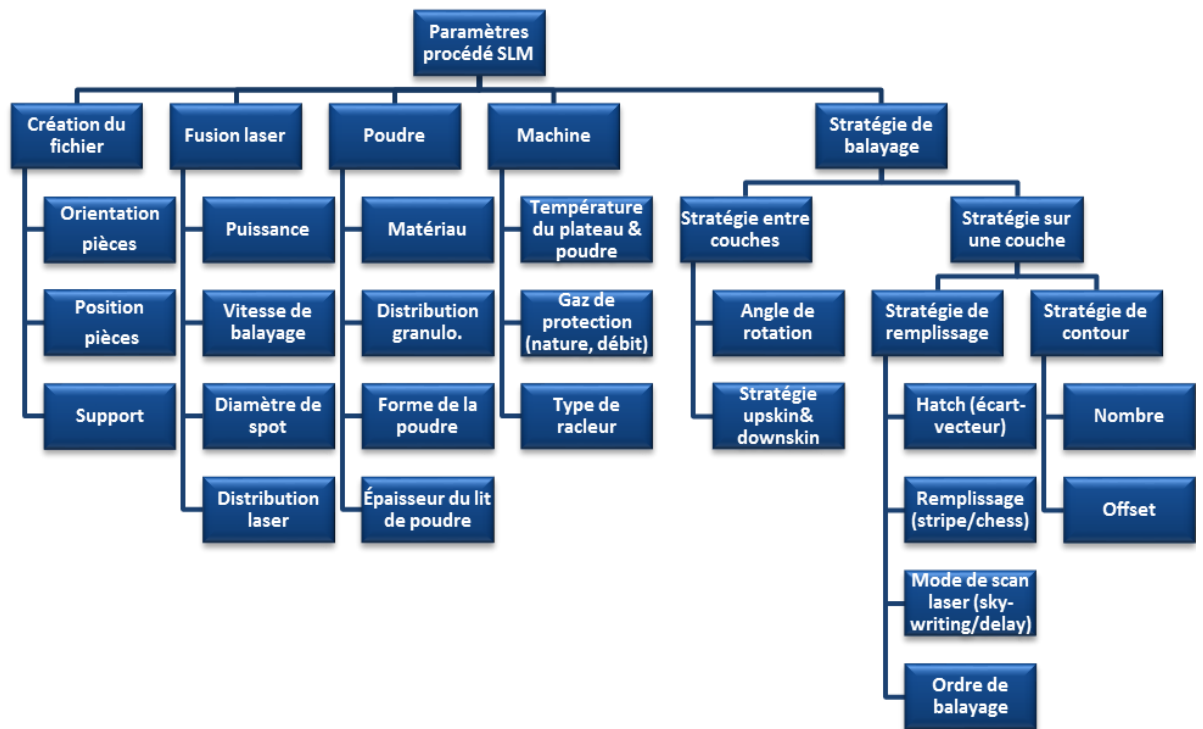 Paramètres
procédé SLM
Création du
fichier
Fusion laser
Poudre
Machine
Stratégie de
balayage
Orientation
pièces
Position
pièces
Support
Puissance
Vitesse de
balayage
Diamètre de
spot
Distribution
laser
Matériau
Distribution
granulo.
Forme de la
poudre
Épaisseur du lit
de poudre
Température
du plateau &
poudre
Gaz de
protection
(nature, débit)
Type de
racleur
Stratégie entre
couches
Angle de
rotation
Stratégie
upskin&
downskin
Stratégie sur
une couche
Stratégie de
remplissage
Hatch (écart-
vecteur)
Remplissage
(stripe/chess)
Mode de scan
laser (sky-
writing/delay)
Ordre de
balayage
Stratégie de
contour
Nombre
Offset